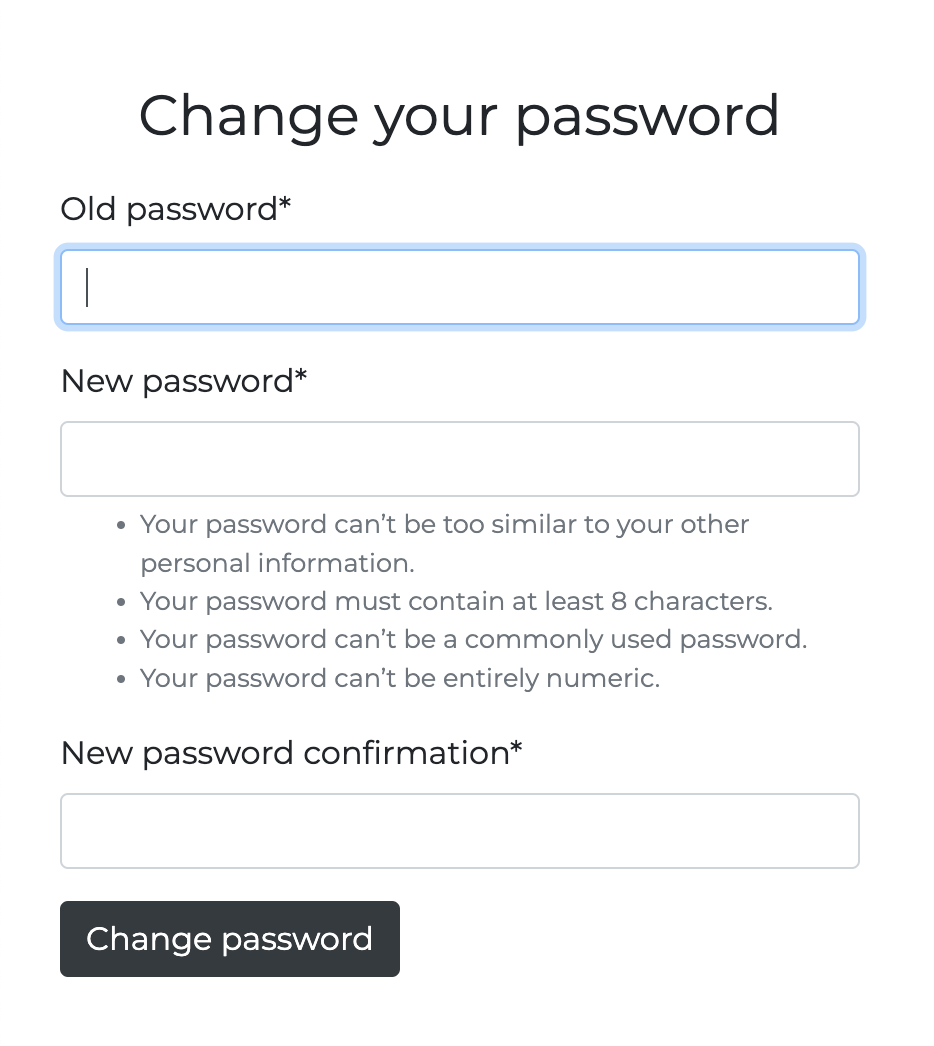 Change your password
Old password*
New password*
• Your password can’t be too similar to your other
personal information.
• Your password must contain at least 8 characters.
• Your password can’t be a commonly used password.
• Your password can’t be entirely numeric.
New password confirmation*
Change password